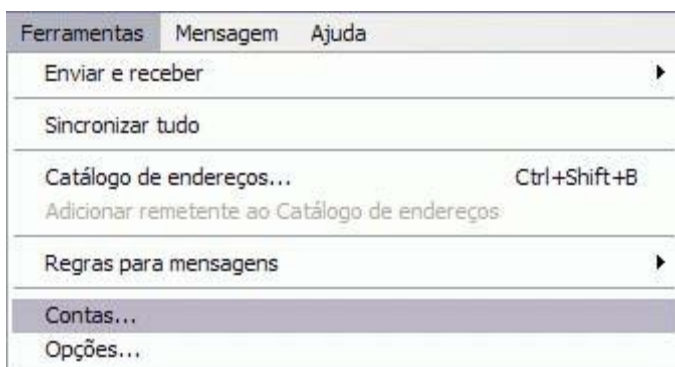 Ferramentas Mensagem Ajuda
Enviar e receber
Sincronizar tudo
Catálogo de endereços... Ctrl+Shift+B
Adicionar remetente ao Catálogo de endereços
Regras para mensagens
Contas...
Opções...